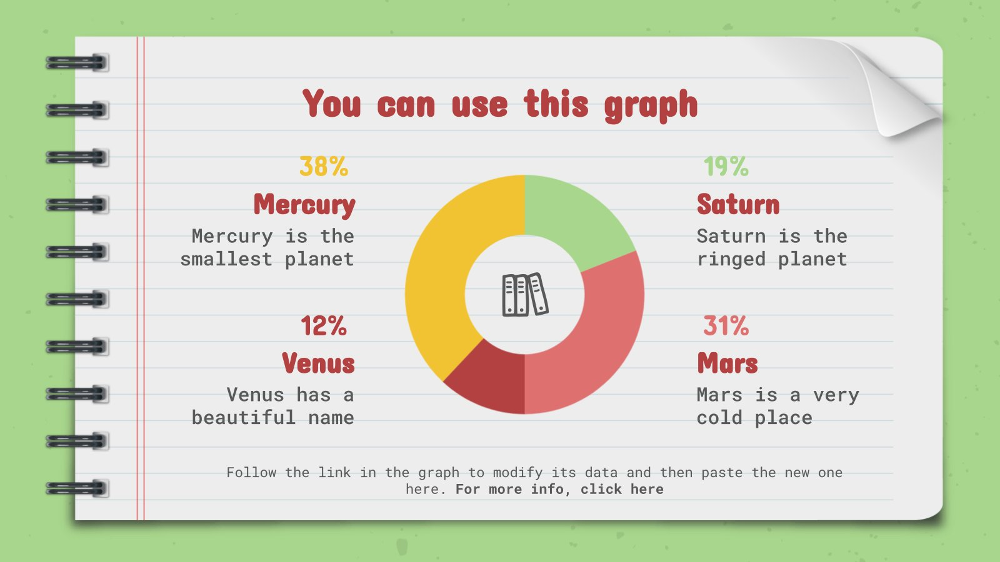 You can use this graph
38%
Mercury
Mercury is the
smallest planet
12%
Venus
Venus has a
beautiful name
19%
Saturn
Saturn is the
ringed planet
31%
Mars
Mars is a very
cold place
Follow the link in the graph to modify its data and then paste the new one
here. For more info, click here